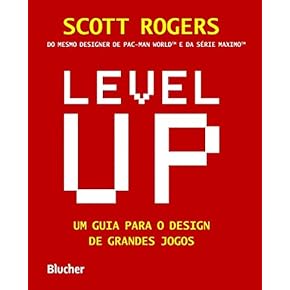 SCOTT ROGERS
DO MESMO DESIGNER DE PAC-MAN WORLD™ E DA SÉRIE MAXIMO™
LEVEL
UP
UM GUIA PARA O DESIGN
DE GRANDES JOGOS
Blucher